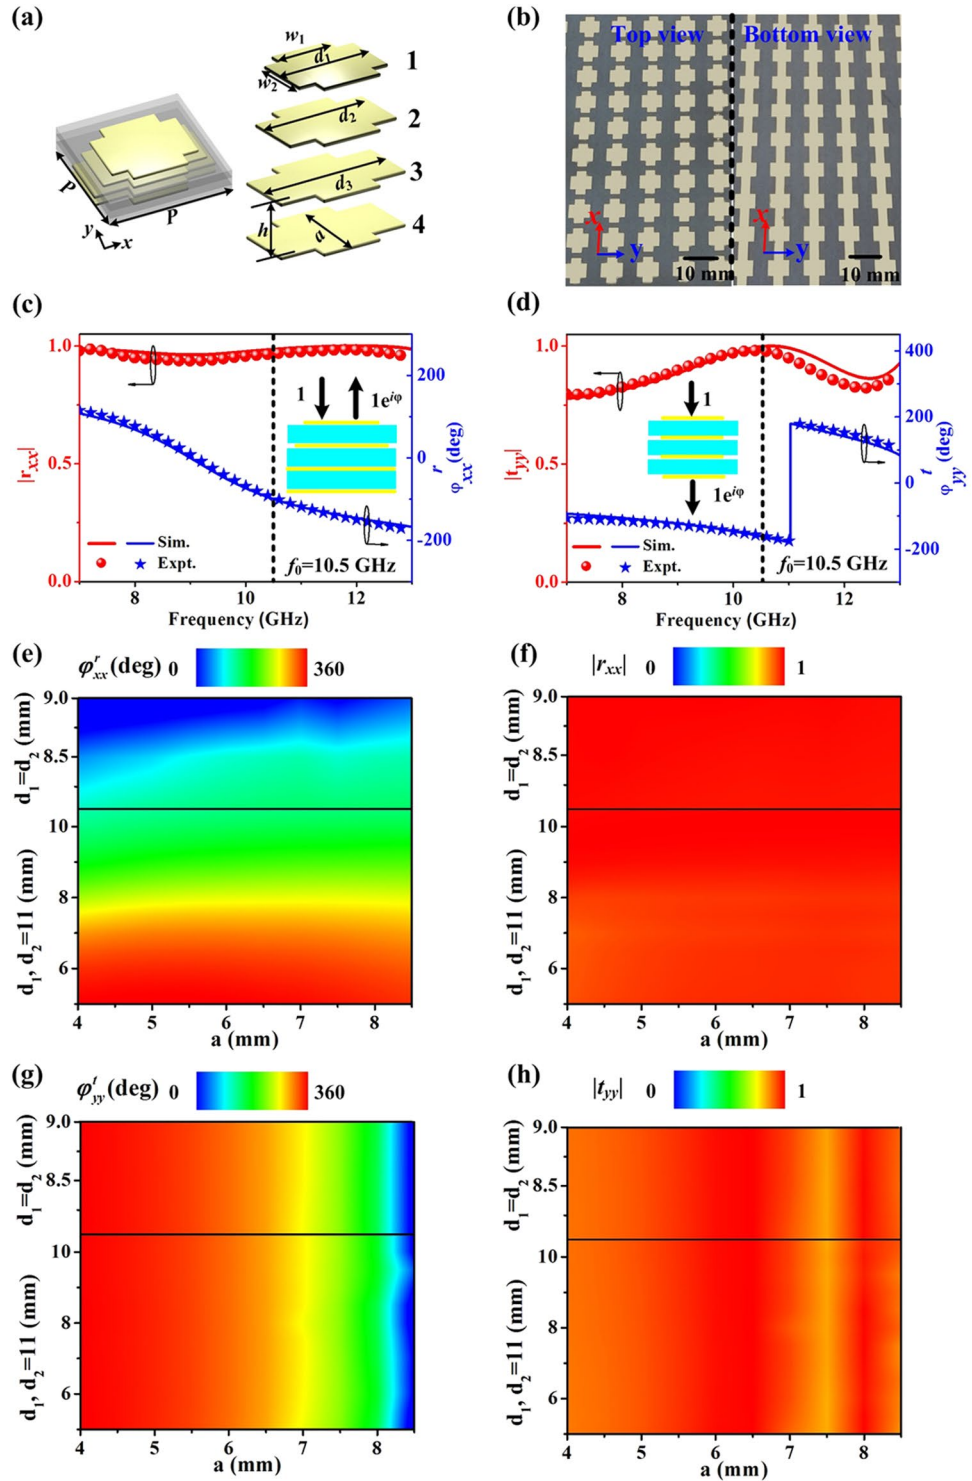 (a)
w1
d1
w2
1
d2
2
d3
3
h
a
4
P
P
y
x
(b)
Top view
Bottom view
x
y
10 mm
x
y
10 mm
(c)
1.0
0.5
0.0
|rxx|
200
0
-200
φrxx (deg)
1
1eiφ
Sim.
Expt.
f0=10.5 GHz
8 10 12
Frequency (GHz)
(d)
1.0
0.5
0.0
|tyy|
400
200
0
-200
φtyy (deg)
1
1eiφ
Sim.
Expt.
f0=10.5 GHz
8 10 12
Frequency (GHz)
(e)
φrxx (deg) 0 360
9.0
8.5
d1=d2 (mm)
10
8
6
d1, d2=11 (mm)
4 5 6 7 8
a (mm)
(f)
|rxx| 0 1
9.0
8.5
d1=d2 (mm)
10
8
6
d1, d2=11 (mm)
4 5 6 7 8
a (mm)
(g)
φtyy (deg) 0 360
9.0
8.5
d1=d2 (mm)
10
8
6
d1, d2=11 (mm)
4 5 6 7 8
a (mm)
(h)
|tyy| 0 1
9.0
8.5
d1=d2 (mm)
10
8
6
d1, d2=11 (mm)
4 5 6 7 8
a (mm)